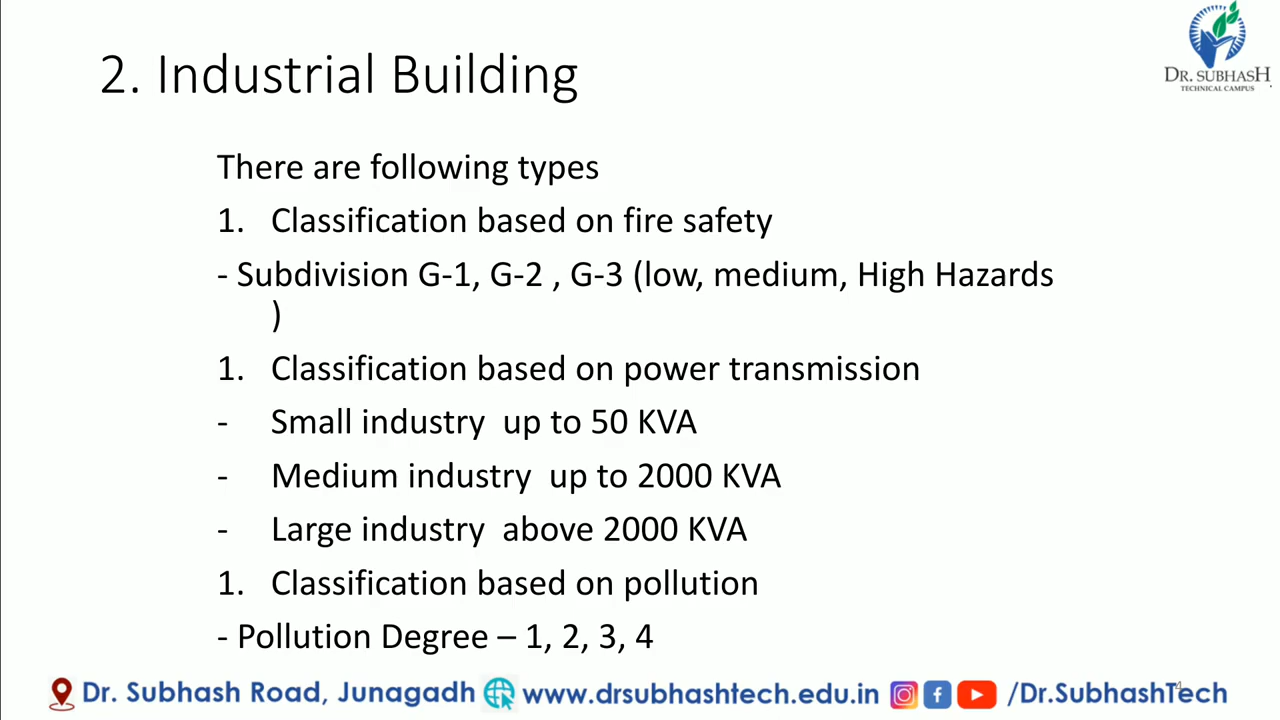 2. Industrial Building
DR. SUBHASH
TECHNICAL CAMPUS
There are following types
1. Classification based on fire safety
- Subdivision G-1, G-2 , G-3 (low, medium, High Hazards
)
1. Classification based on power transmission
- Small industry up to 50 KVA
- Medium industry up to 2000 KVA
- Large industry above 2000 KVA
1. Classification based on pollution
- Pollution Degree – 1, 2, 3, 4
Dr. Subhash Road, Junagadh www.drsubhashtech.edu.in /Dr.SubhashTech
4